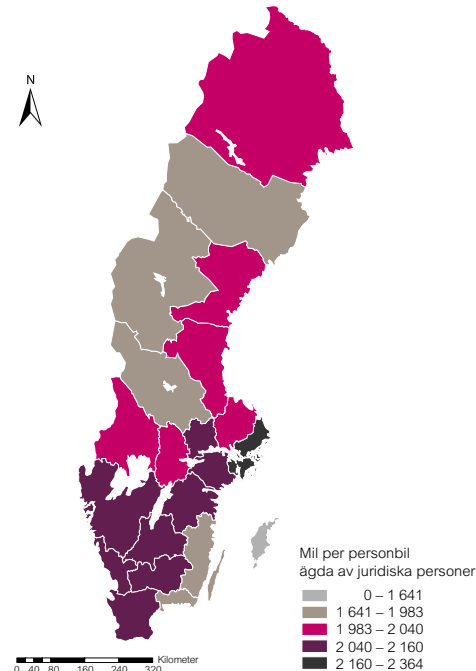 N
Mil per personbil
ägda av juridiska personer
0 – 1 641
1 641 – 1 983
1 983 – 2 040
2 040 – 2 160
2 160 – 2 364
Kilometer
0 40 80 160 240 320